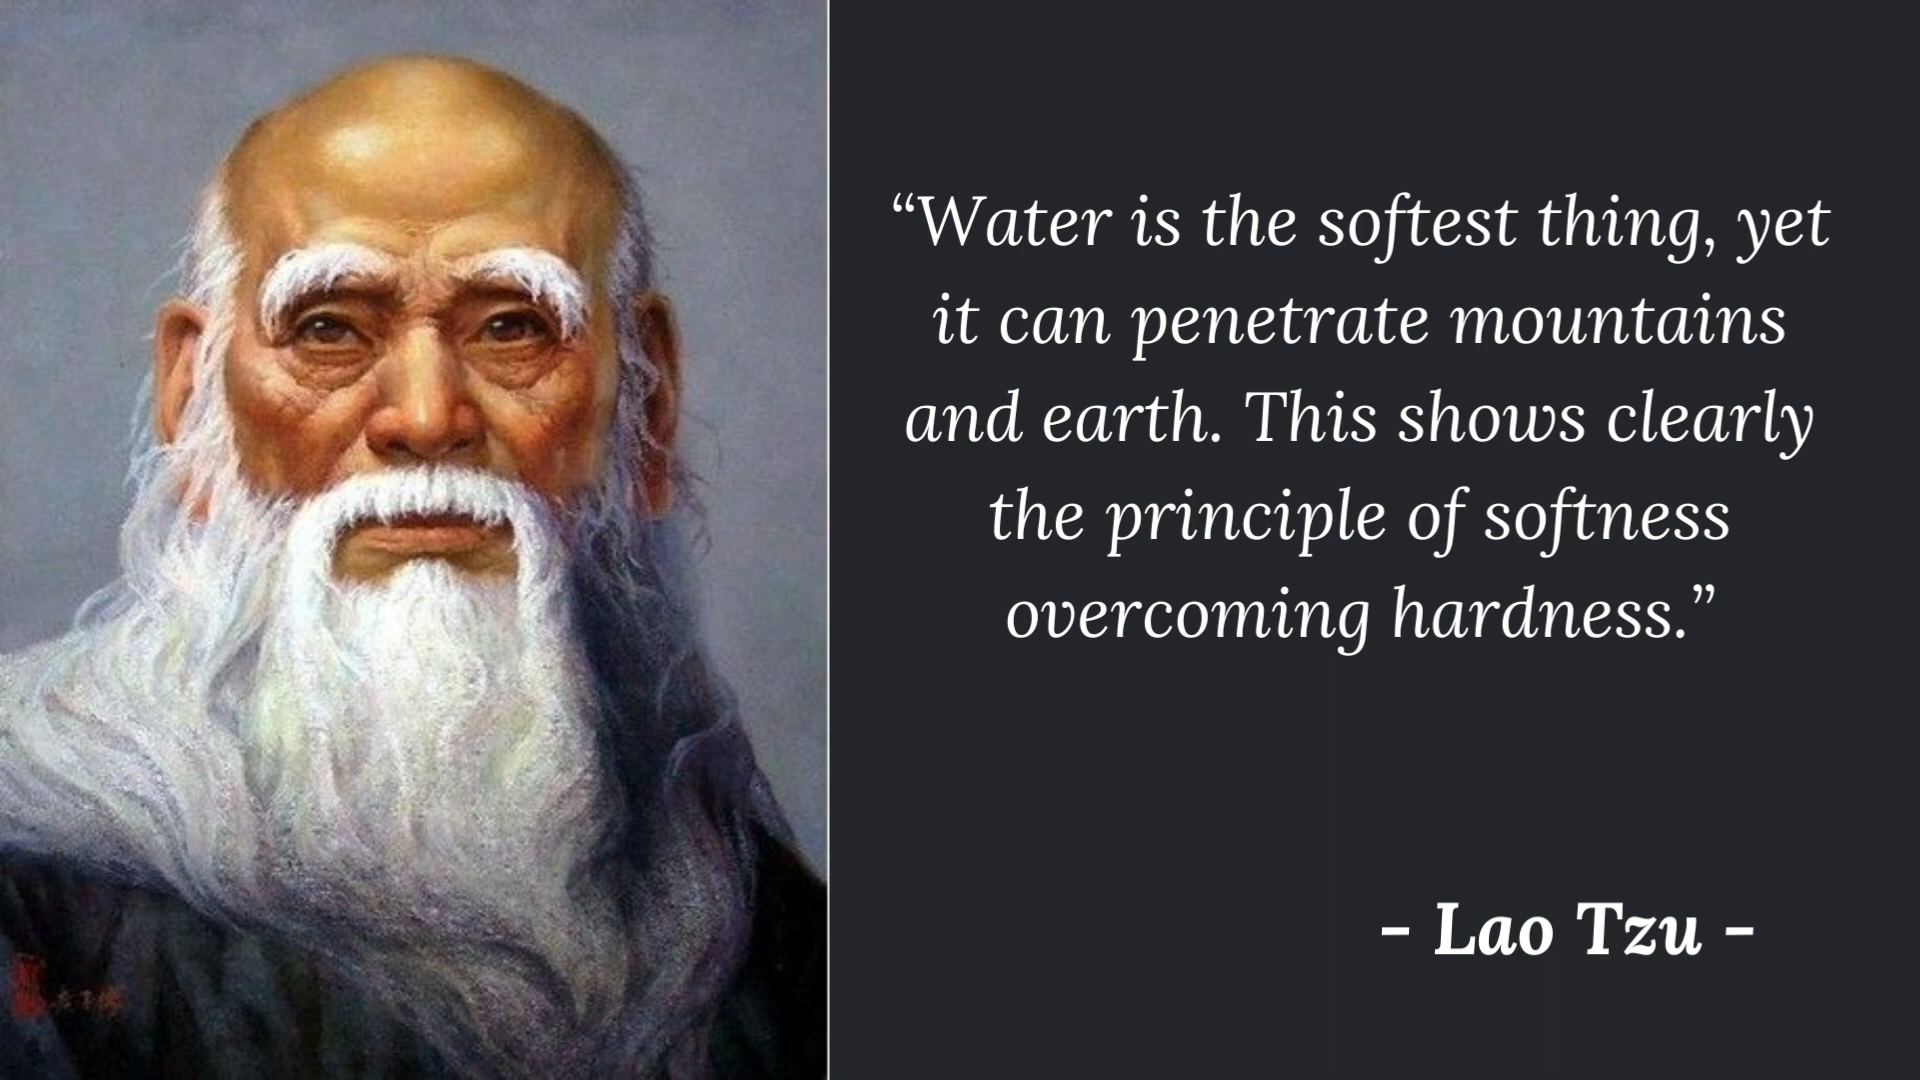 “Water is the softest thing, yet
it can penetrate mountains
and earth. This shows clearly
the principle of softness
overcoming hardness.”
- Lao Tzu -